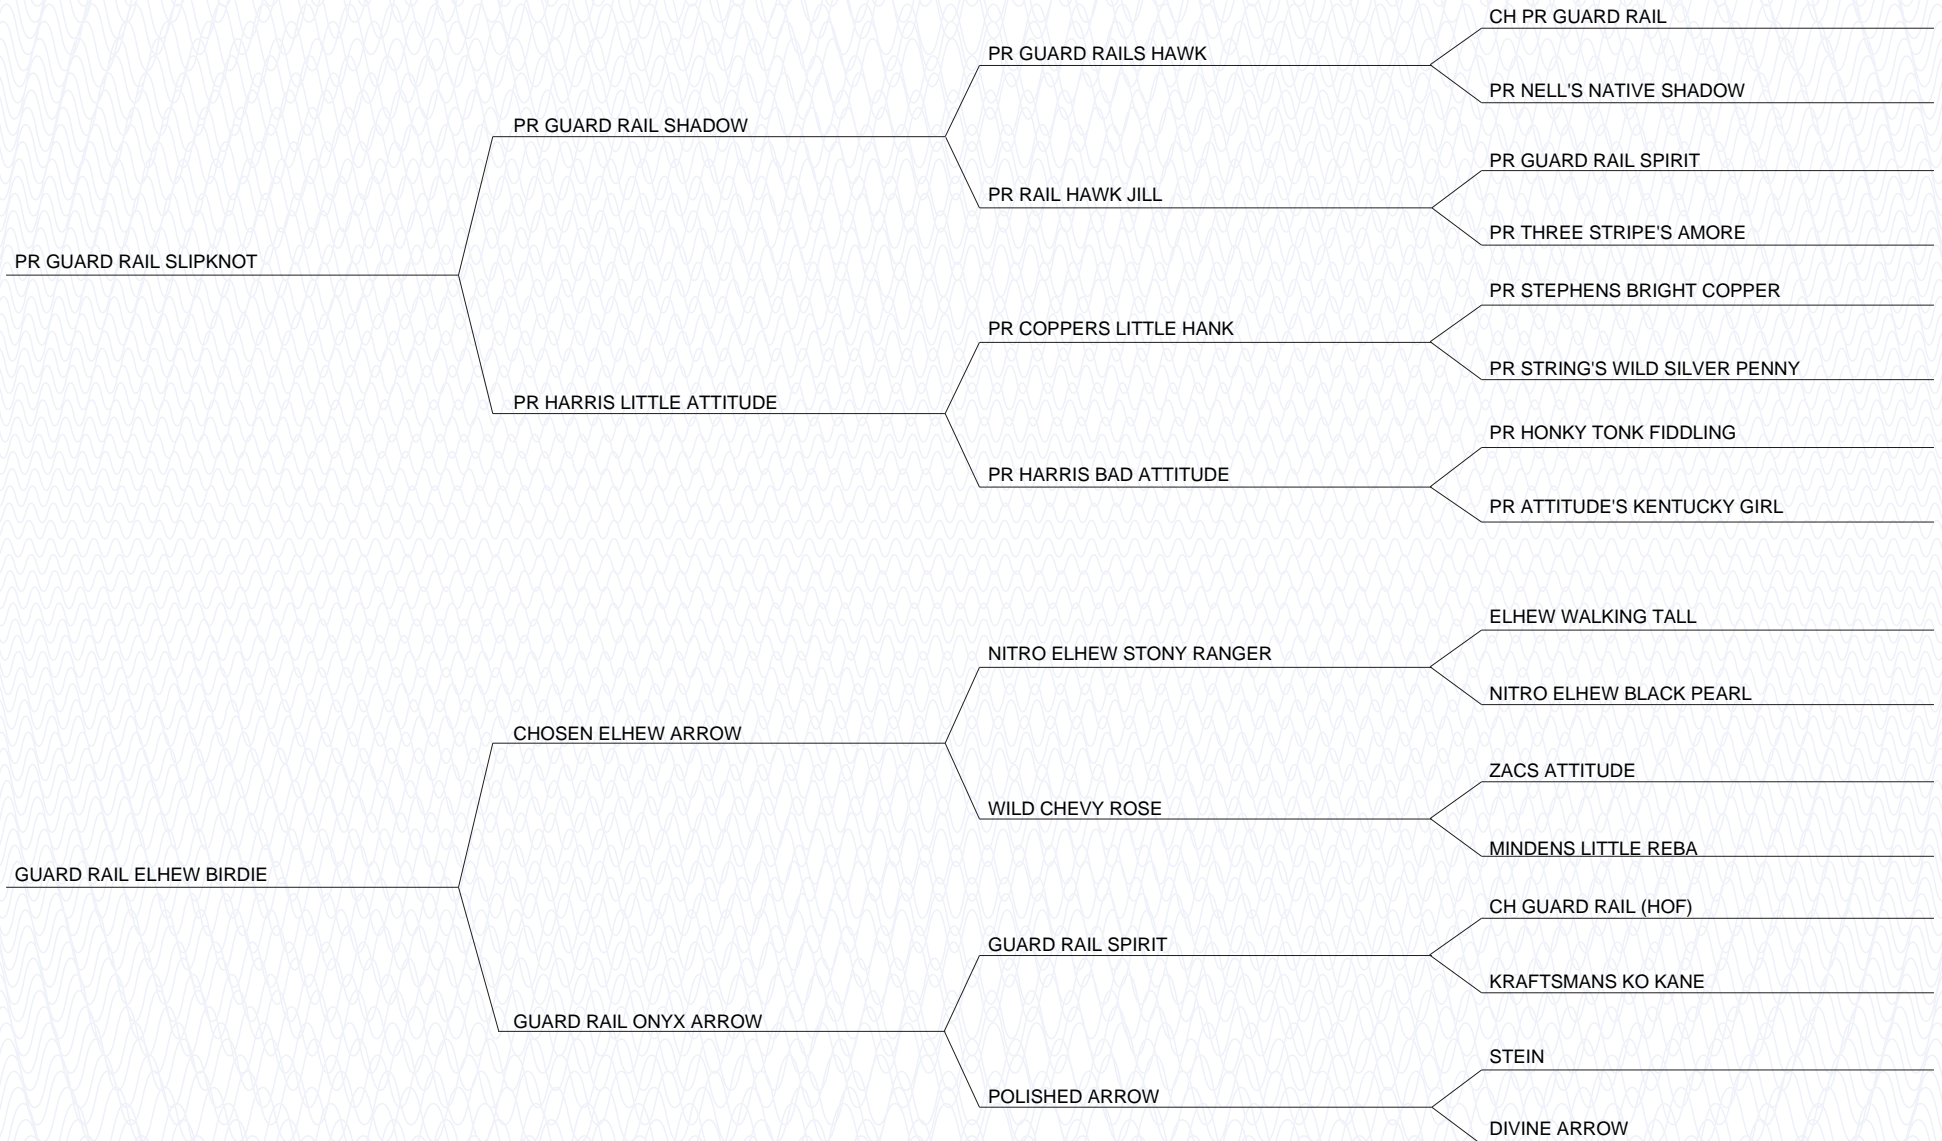 CH PR GUARD RAIL
PR GUARD RAILS HAWK
PR NELL'S NATIVE SHADOW
PR GUARD RAIL SHADOW
PR GUARD RAIL SPIRIT
PR RAIL HAWK JILL
PR THREE STRIPE'S AMORE
PR GUARD RAIL SLIPKNOT
PR STEPHENS BRIGHT COPPER
PR COPPERS LITTLE HANK
PR STRING'S WILD SILVER PENNY
PR HARRIS LITTLE ATTITUDE
PR HONKY TONK FIDDLING
PR HARRIS BAD ATTITUDE
PR ATTITUDE'S KENTUCKY GIRL
ELHEW WALKING TALL
NITRO ELHEW STONY RANGER
NITRO ELHEW BLACK PEARL
CHOSEN ELHEW ARROW
ZACS ATTITUDE
WILD CHEVY ROSE
MINDENS LITTLE REBA
GUARD RAIL ELHEW BIRDIE
CH GUARD RAIL (HOF)
GUARD RAIL SPIRIT
KRAFTSMANS KO KANE
GUARD RAIL ONYX ARROW
STEIN
POLISHED ARROW
DIVINE ARROW